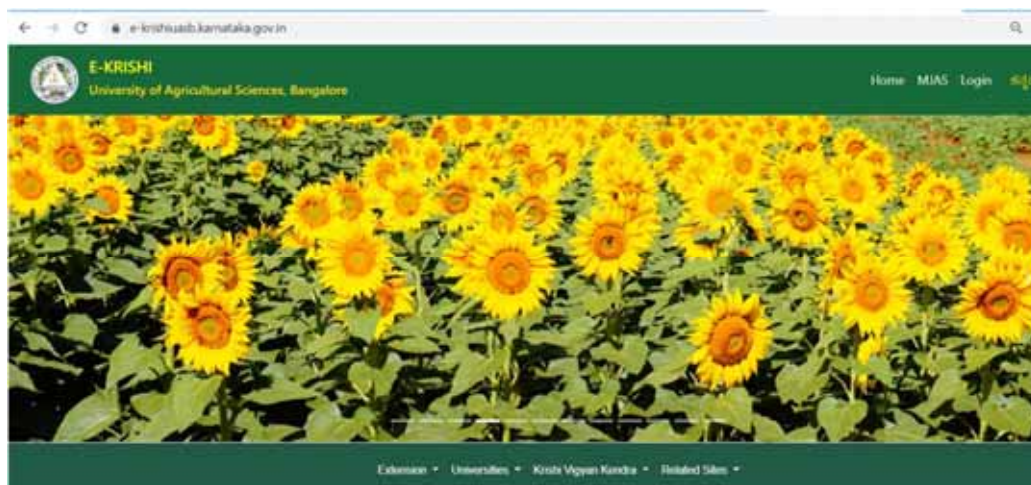 e-krishiuasb.karnataka.gov.in
E-KRISHI
University of Agricultural Sciences, Bangalore
Home MJAS Login
Extension Universities Krishi Vigyan Kendra Related Sites